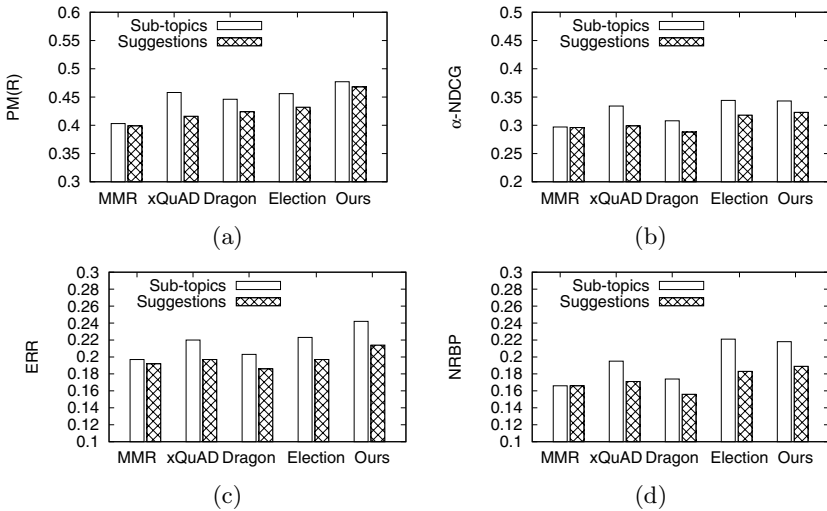 PM(R)
0.6
0.55
0.5
0.45
0.4
0.35
0.3
Sub-topics
Suggestions
MMR xQuAD Dragon Election Ours
(a)
α-NDCG
0.5
0.45
0.4
0.35
0.3
0.25
0.2
Sub-topics
Suggestions
MMR xQuAD Dragon Election Ours
(b)
ERR
0.3
0.28
0.26
0.24
0.22
0.2
0.18
0.16
0.14
0.12
0.1
Sub-topics
Suggestions
MMR xQuAD Dragon Election Ours
(c)
NRBP
0.3
0.28
0.26
0.24
0.22
0.2
0.18
0.16
0.14
0.12
0.1
Sub-topics
Suggestions
MMR xQuAD Dragon Election Ours
(d)